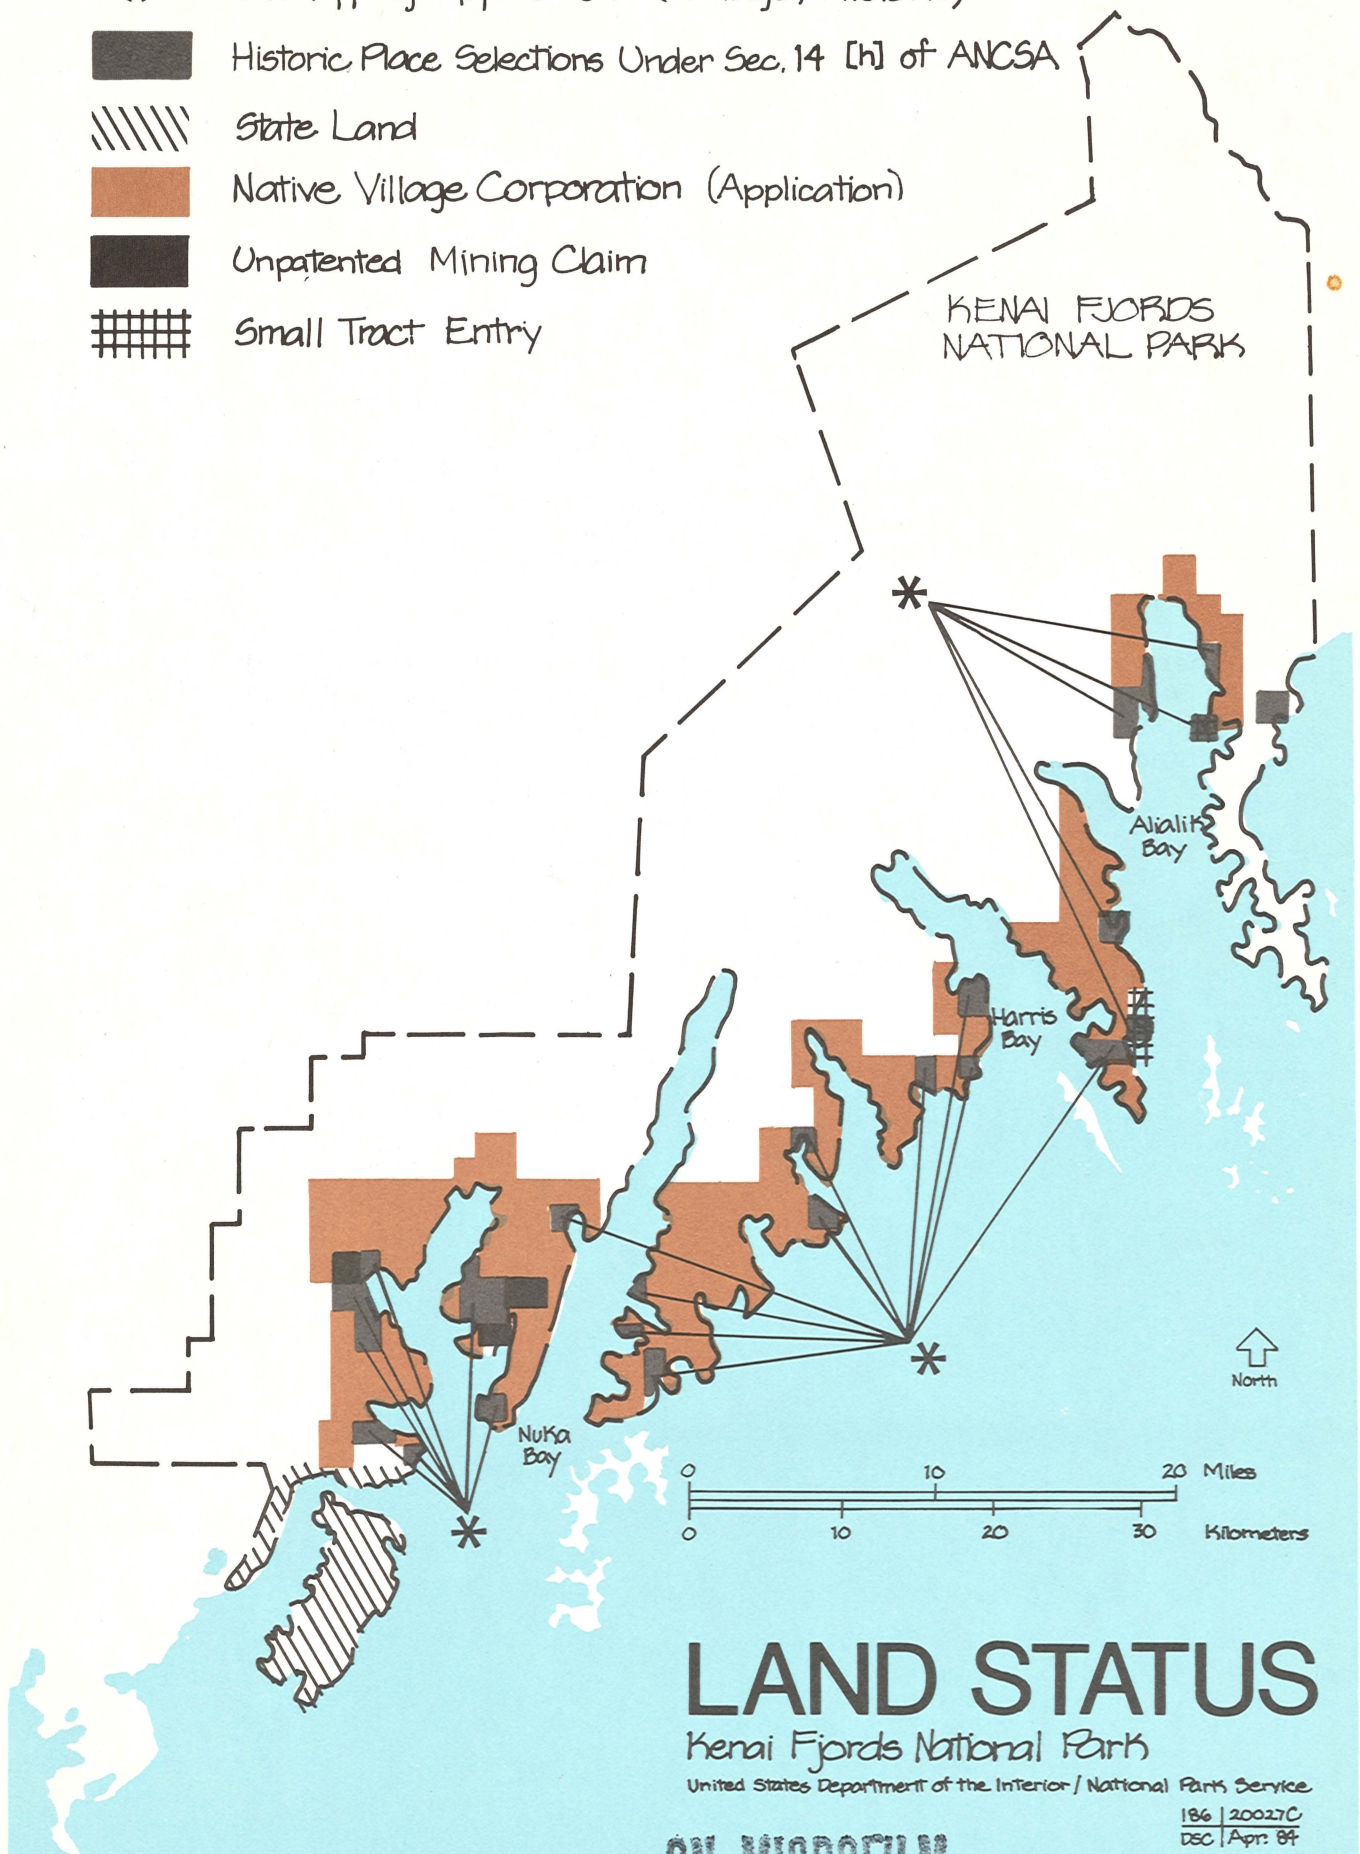 Historic Place Selections Under Sec. 14 [h] of ANCSA
State Land
Native Village Corporation (Application)
Unpatented Mining Claim
Small Tract Entry
KENAI FJORDS
NATIONAL PARK
*
Alialik
Bay
Harris
Bay
*
North
Nuka
Bay
0 10 20 Miles
0 10 20 30 Kilometers
*
LAND STATUS
Kenai Fjords National Park
United States Department of the Interior / National Park Service
186 | 20027C
DSC | Apr. 84
ON MICROFILM